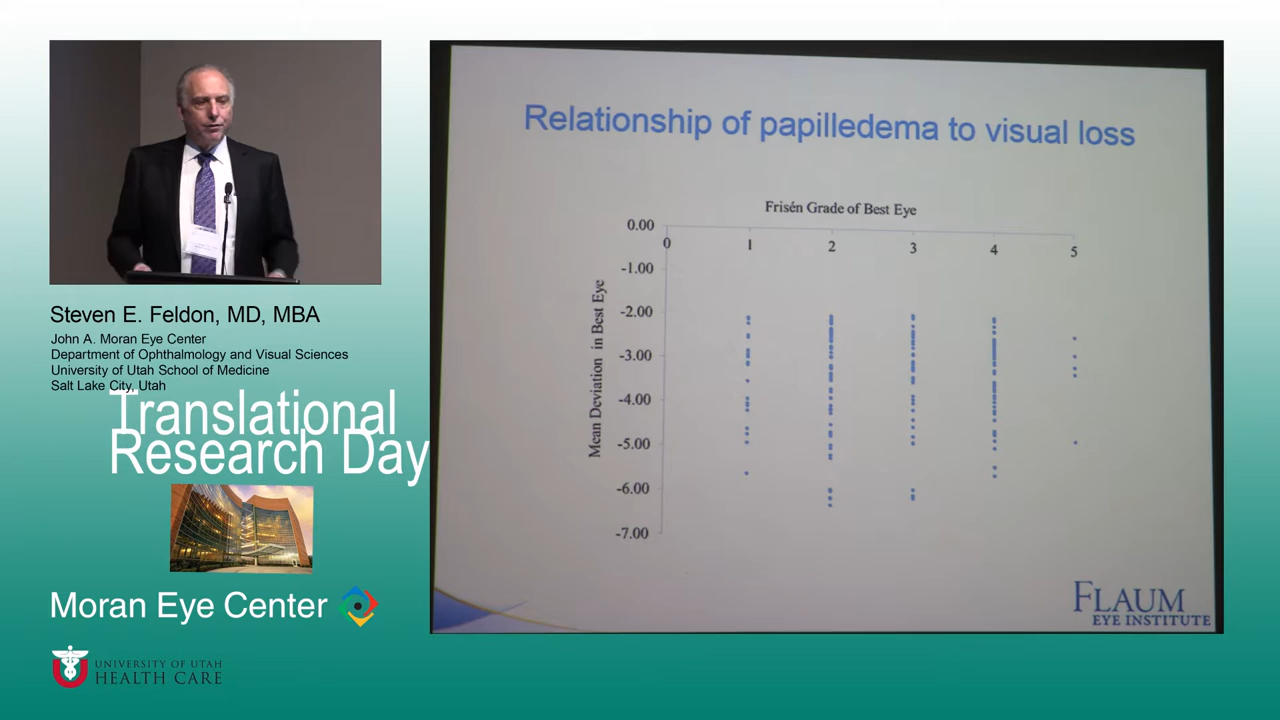 Steven E. Feldon, MD, MBA
John A. Moran Eye Center
Department of Ophthalmology and Visual Sciences
University of Utah School of Medicine
Salt Lake City, Utah
Translational
Research Day
Moran Eye Center
UNIVERSITY OF UTAH
HEALTH CARE
Relationship of papilledema to visual loss
Frisén Grade of Best Eye
0 1 2 3 4 5
Mean Deviation in Best Eye
0.00
-1.00
-2.00
-3.00
-4.00
-5.00
-6.00
-7.00
FLAUM
EYE INSTITUTE